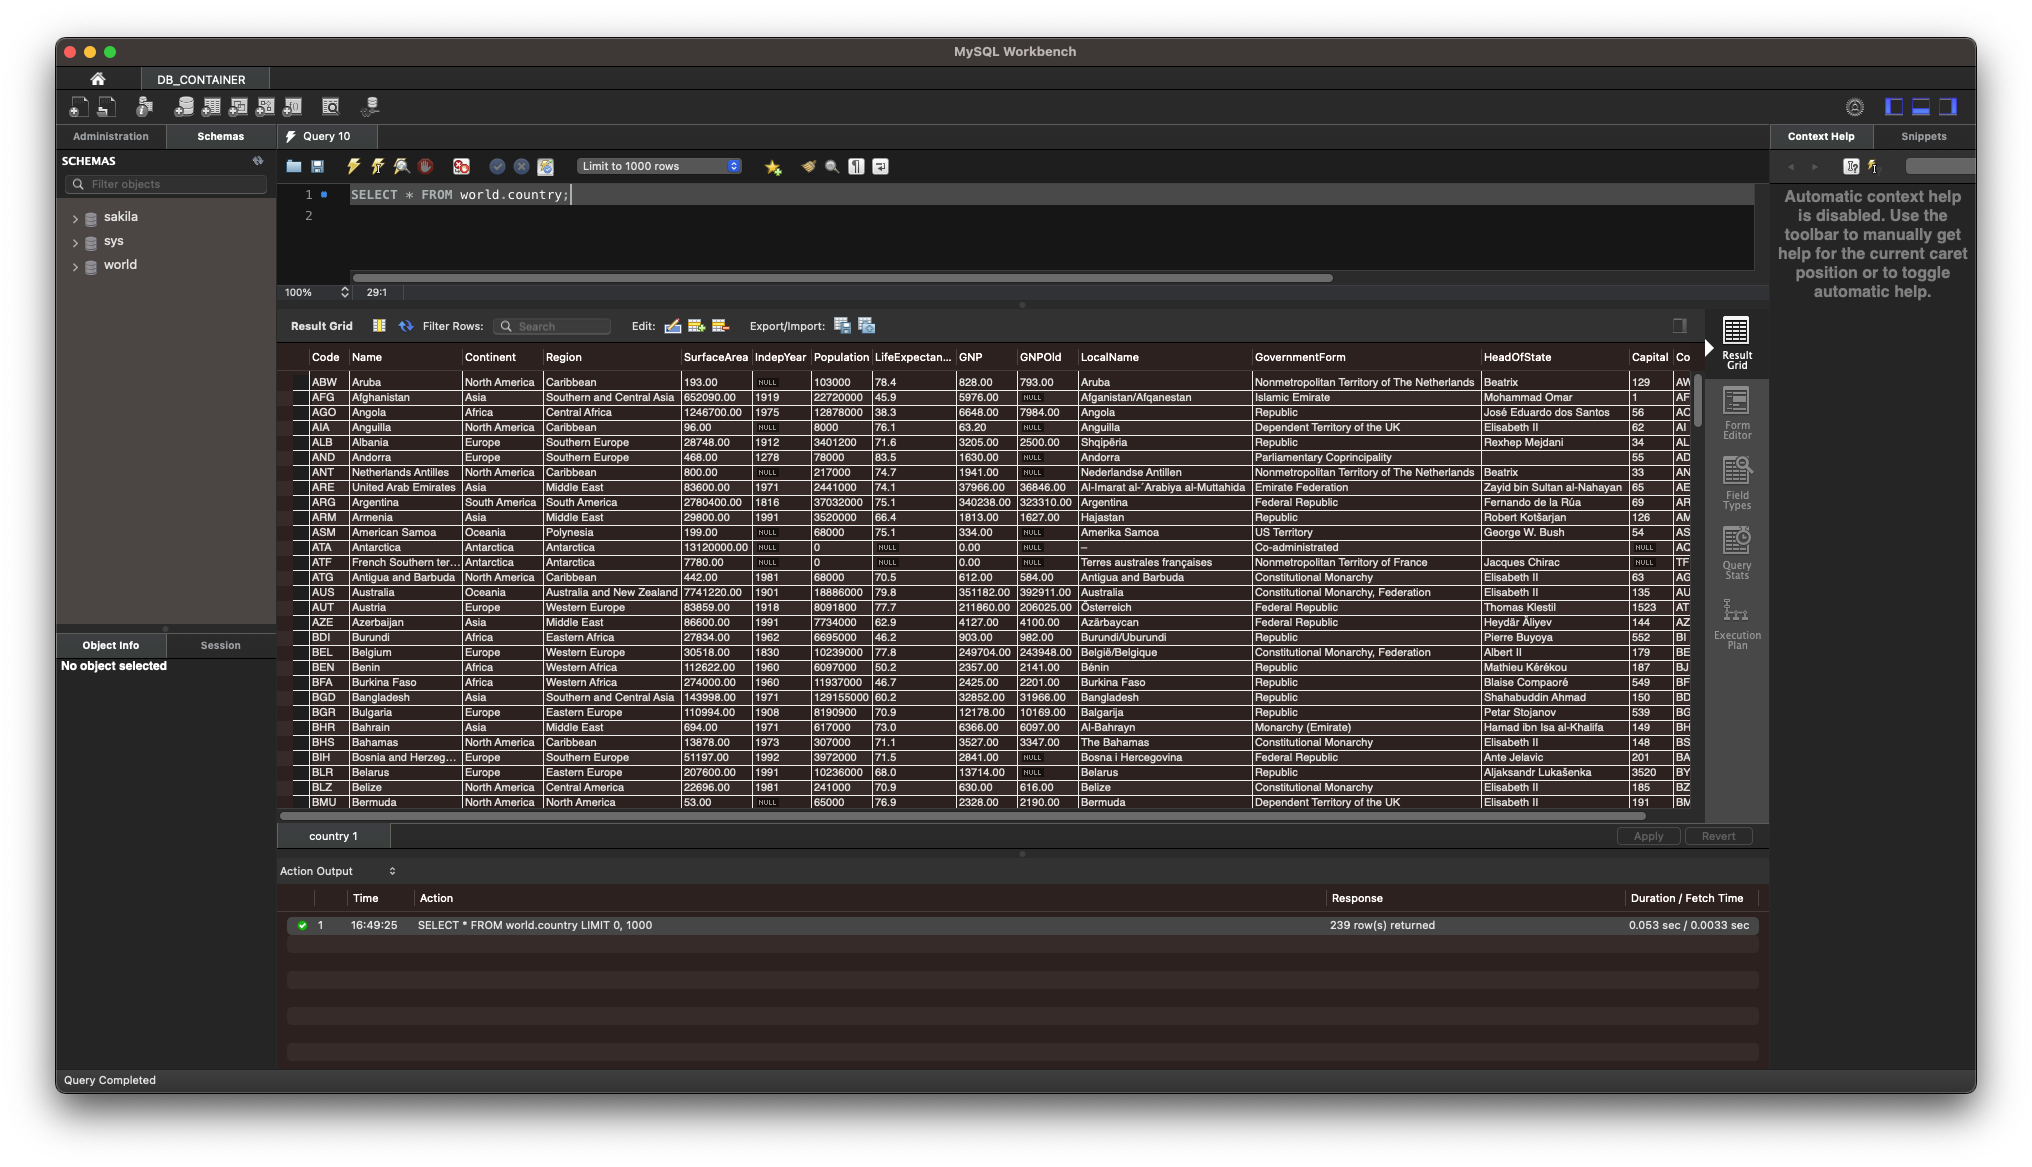 MySQL Workbench
DB_CONTAINER
Administration Schemas Query 10 Context Help Snippets
SCHEMAS
Filter objects
sakila
sys
world
Limit to 1000 rows
1 SELECT * FROM world.country;
2
100% 29:1
Automatic context help
is disabled. Use the
toolbar to manually get
help for the current caret
position or to toggle
automatic help.
Result Grid Filter Rows: Search Edit: Export/Import:
Code Name Continent Region SurfaceArea IndepYear Population LifeExpectan... GNP GNPOld LocalName GovernmentForm HeadOfState Capital Co
ABW Aruba North America Caribbean 193.00 NULL 103000 78.4 828.00 793.00 Aruba Nonmetropolitan Territory of The Netherlands Beatrix 129 AW
AFG Afghanistan Asia Southern and Central Asia 652090.00 1919 22720000 45.9 5976.00 NULL Afganistan/Afqanestan Islamic Emirate Mohammad Omar 1 AF
AGO Angola Africa Central Africa 1246700.00 1975 12878000 38.3 6648.00 7984.00 Angola Republic José Eduardo dos Santos 56 AO
AIA Anguilla North America Caribbean 96.00 NULL 8000 76.1 63.20 NULL Anguilla Dependent Territory of the UK Elisabeth II 62 AI
ALB Albania Europe Southern Europe 28748.00 1912 3401200 71.6 3205.00 2500.00 Shqipëria Republic Rexhep Mejdani 34 AL
AND Andorra Europe Southern Europe 468.00 1278 78000 83.5 1630.00 NULL Andorra Parliamentary Coprincipality 55 AD
ANT Netherlands Antilles North America Caribbean 800.00 NULL 217000 74.7 1941.00 NULL Nederlandse Antillen Nonmetropolitan Territory of The Netherlands Beatrix 33 AN
ARE United Arab Emirates Asia Middle East 83600.00 1971 2441000 74.1 37966.00 36846.00 Al-Imarat al-´Arabiya al-Muttahida Emirate Federation Zayid bin Sultan al-Nahayan 65 AE
ARG Argentina South America South America 2780400.00 1816 37032000 75.1 340238.00 323310.00 Argentina Federal Republic Fernando de la Rúa 69 AR
ARM Armenia Asia Middle East 29800.00 1991 3520000 66.4 1813.00 1627.00 Hajastan Republic Robert Kotšarjan 126 AM
ASM American Samoa Oceania Polynesia 199.00 NULL 68000 75.1 334.00 NULL Amerika Samoa US Territory George W. Bush 54 AS
ATA Antarctica Antarctica Antarctica 13120000.00 NULL 0 NULL 0.00 NULL – Co-administrated NULL AQ
ATF French Southern ter... Antarctica Antarctica 7780.00 NULL 0 NULL 0.00 NULL Terres australes françaises Nonmetropolitan Territory of France Jacques Chirac NULL TF
ATG Antigua and Barbuda North America Caribbean 442.00 1981 68000 70.5 612.00 584.00 Antigua and Barbuda Constitutional Monarchy Elisabeth II 63 AG
AUS Australia Oceania Australia and New Zealand 7741220.00 1901 18886000 79.8 351182.00 392911.00 Australia Constitutional Monarchy, Federation Elisabeth II 135 AU
AUT Austria Europe Western Europe 83859.00 1918 8091800 77.7 211860.00 206025.00 Österreich Federal Republic Thomas Klestil 1523 AT
AZE Azerbaijan Asia Middle East 86600.00 1991 7734000 62.9 4127.00 4100.00 Azärbaycan Federal Republic Heydär Äliyev 144 AZ
BDI Burundi Africa Eastern Africa 27834.00 1962 6695000 46.2 903.00 982.00 Burundi/Uburundi Republic Pierre Buyoya 552 BI
BEL Belgium Europe Western Europe 30518.00 1830 10239000 77.8 249704.00 243948.00 België/Belgique Constitutional Monarchy, Federation Albert II 179 BE
BEN Benin Africa Western Africa 112622.00 1960 6097000 50.2 2357.00 2141.00 Bénin Republic Mathieu Kérékou 187 BJ
BFA Burkina Faso Africa Western Africa 274000.00 1960 11937000 46.7 2425.00 2201.00 Burkina Faso Republic Blaise Compaoré 549 BF
BGD Bangladesh Asia Southern and Central Asia 143998.00 1971 129155000 60.2 32852.00 31966.00 Bangladesh Republic Shahabuddin Ahmad 150 BD
BGR Bulgaria Europe Eastern Europe 110994.00 1908 8190900 70.9 12178.00 10169.00 Balgarija Republic Petar Stojanov 539 BG
BHR Bahrain Asia Middle East 694.00 1971 617000 73.0 6366.00 6097.00 Al-Bahrayn Monarchy (Emirate) Hamad ibn Isa al-Khalifa 149 BH
BHS Bahamas North America Caribbean 13878.00 1973 307000 71.1 3527.00 3347.00 The Bahamas Constitutional Monarchy Elisabeth II 148 BS
BIH Bosnia and Herzeg... Europe Southern Europe 51197.00 1992 3972000 71.5 2841.00 NULL Bosna i Hercegovina Federal Republic Ante Jelavic 201 BA
BLR Belarus Europe Eastern Europe 207600.00 1991 10236000 68.0 13714.00 NULL Belarus Republic Aljaksandr Lukašenka 3520 BY
BLZ Belize North America Central America 22696.00 1981 241000 70.9 630.00 616.00 Belize Constitutional Monarchy Elisabeth II 185 BZ
BMU Bermuda North America North America 53.00 NULL 65000 76.9 2328.00 2190.00 Bermuda Dependent Territory of the UK Elisabeth II 191 BM
Result
Grid
Form
Editor
Field
Types
Query
Stats
Execution
Plan
Object Info Session
No object selected
country 1 Apply Revert
Action Output
Time Action Response Duration / Fetch Time
1 16:49:25 SELECT * FROM world.country LIMIT 0, 1000 239 row(s) returned 0.053 sec / 0.0033 sec
Query Completed